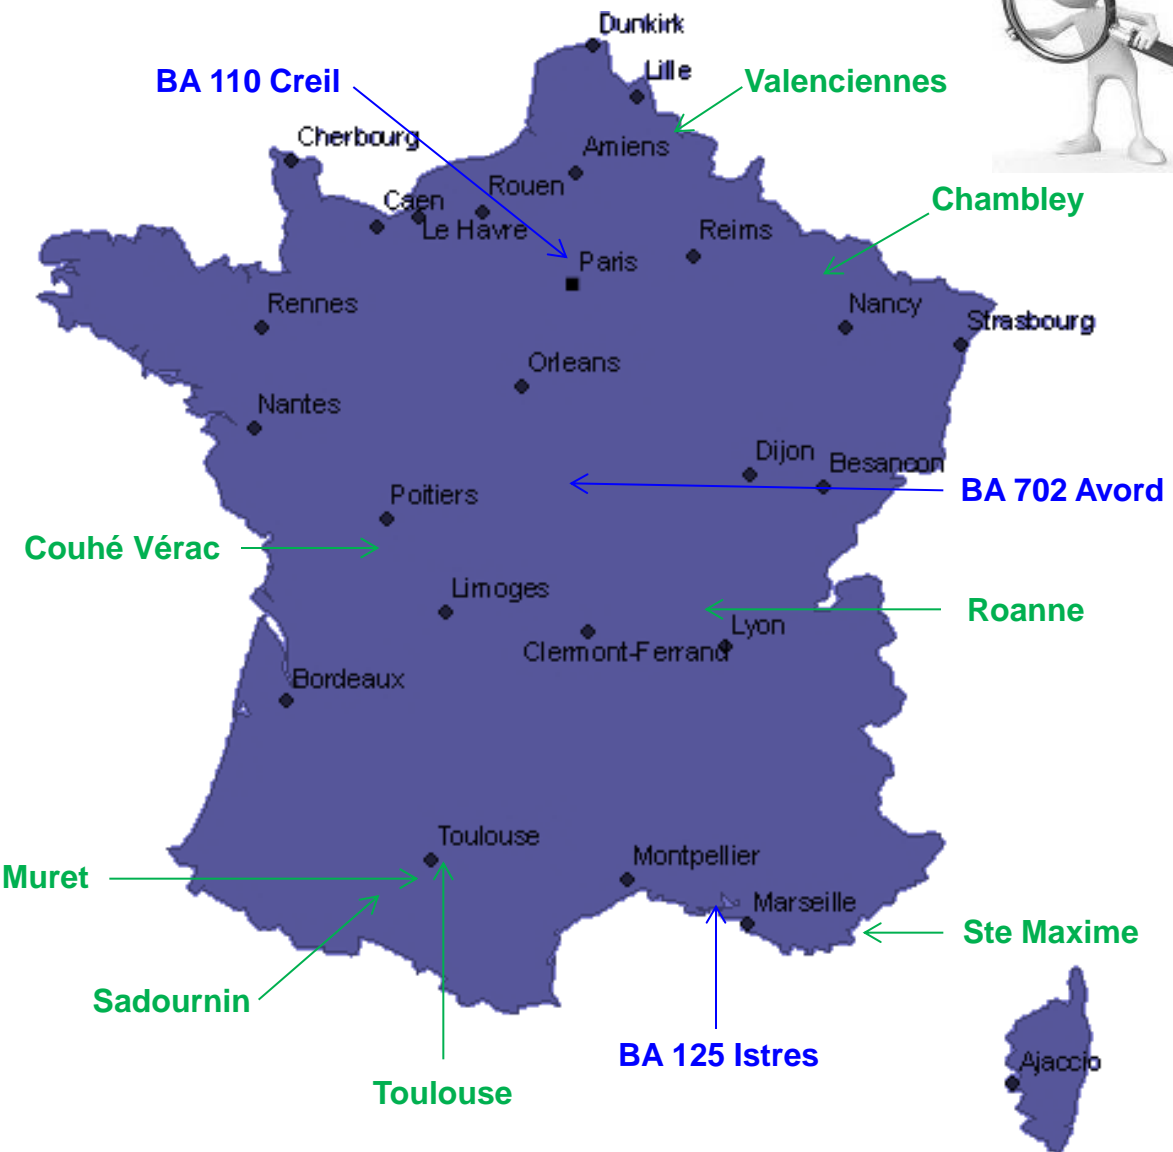 Dunkirk
Lille
BA 110 Creil
Valenciennes
Cherbourg
Amiens
Rouen
Caen
Le Havre
Chambley
Reims
Paris
Rennes
Nancy
Strasbourg
Orleans
Nantes
Dijon
Besancon
BA 702 Avord
Poitiers
Couhé Vérac
Limoges
Roanne
Lyon
Clermont-Ferrand
Bordeaux
Toulouse
Montpellier
Muret
Marseille
Ste Maxime
Sadournin
BA 125 Istres
Ajaccio
Toulouse